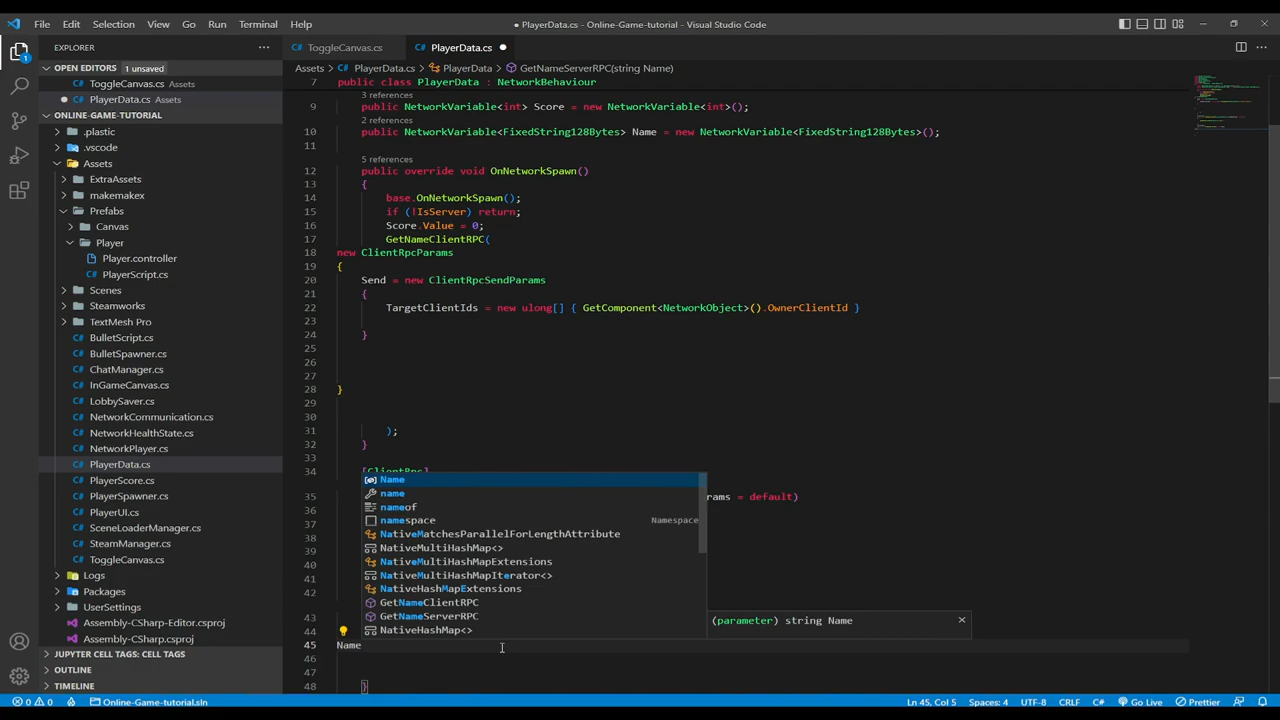 File Edit Selection View Go Run Terminal Help
● PlayerData.cs - Online-Game-tutorial - Visual Studio Code
EXPLORER
OPEN EDITORS 1 unsaved
ToggleCanvas.cs Assets
● PlayerData.cs Assets
ONLINE-GAME-TUTORIAL
.plastic
.vscode
Assets
ExtraAssets
makemakex
Prefabs
Canvas
Player
Player.controller
PlayerScript.cs
Scenes
Steamworks
TextMesh Pro
BulletScript.cs
BulletSpawner.cs
ChatManager.cs
InGameCanvas.cs
LobbySaver.cs
NetworkCommunication.cs
NetworkHealthState.cs
NetworkPlayer.cs
PlayerData.cs
PlayerScore.cs
PlayerSpawner.cs
PlayerUI.cs
SceneLoaderManager.cs
SteamManager.cs
ToggleCanvas.cs
Logs
Packages
UserSettings
Assembly-CSharp-Editor.csproj
Assembly-CSharp.csproj
JUPYTER CELL TAGS: CELL TAGS
OUTLINE
TIMELINE
ToggleCanvas.cs PlayerData.cs ●
Assets > PlayerData.cs > PlayerData > GetNameServerRPC(string Name)
7 public class PlayerData : NetworkBehaviour
3 references
9 public NetworkVariable<int> Score = new NetworkVariable<int>();
2 references
10 public NetworkVariable<FixedString128Bytes> Name = new NetworkVariable<FixedString128Bytes>();
11
5 references
12 public override void OnNetworkSpawn()
13 {
14 base.OnNetworkSpawn();
15 if (!IsServer) return;
16 Score.Value = 0;
17 GetNameClientRPC(
18 new ClientRpcParams
19 {
20 Send = new ClientRpcSendParams
21 {
22 TargetClientIds = new ulong[] { GetComponent<NetworkObject>().OwnerClientId }
23
24 }
25
26
27
28 }
29
30
31 );
32 }
33
34 [ClientRpc]
35 rams = default)
36
37
38
39
40
41
42
43
44
45 Name
46
47
48 }
Name
name
nameof
namespace Namespace
NativeMatchesParallelForLengthAttribute
NativeMultiHashMap<>
NativeMultiHashMapExtensions
NativeMultiHashMapIterator<>
NativeHashMapExtensions
GetNameClientRPC
GetNameServerRPC
NativeHashMap<>
(parameter) string Name
0 0 Online-Game-tutorial.sln
Ln 45, Col 5 Spaces: 4 UTF-8 CRLF C# Go Live Prettier